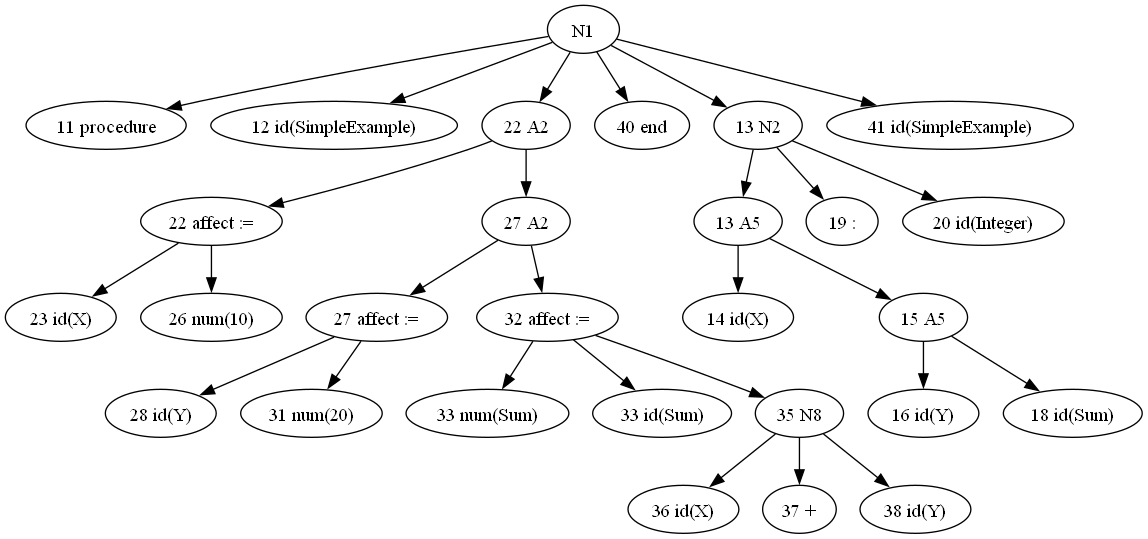 N1
11 procedure
12 id(SimpleExample)
22 A2
40 end
13 N2
41 id(SimpleExample)
22 affect :=
27 A2
13 A5
19 :
20 id(Integer)
23 id(X)
26 num(10)
27 affect :=
32 affect :=
14 id(X)
15 A5
28 id(Y)
31 num(20)
33 num(Sum)
33 id(Sum)
35 N8
16 id(Y)
18 id(Sum)
36 id(X)
37 +
38 id(Y)